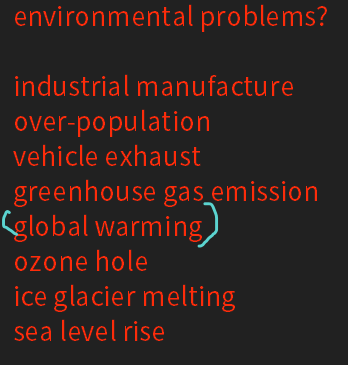 environmental problems?
industrial manufacture
over-population
vehicle exhaust
greenhouse gas emission
(global warming)
ozone hole
ice glacier melting
sea level rise